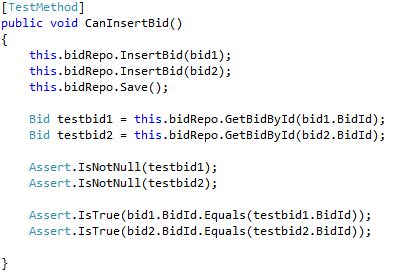 [TestMethod]
public void CanInsertBid()
{
    this.bidRepo.InsertBid(bid1);
    this.bidRepo.InsertBid(bid2);
    this.bidRepo.Save();

    Bid testbid1 = this.bidRepo.GetBidById(bid1.BidId);
    Bid testbid2 = this.bidRepo.GetBidById(bid2.BidId);

    Assert.IsNotNull(testbid1);
    Assert.IsNotNull(testbid2);

    Assert.IsTrue(bid1.BidId.Equals(testbid1.BidId));
    Assert.IsTrue(bid2.BidId.Equals(testbid2.BidId));

}